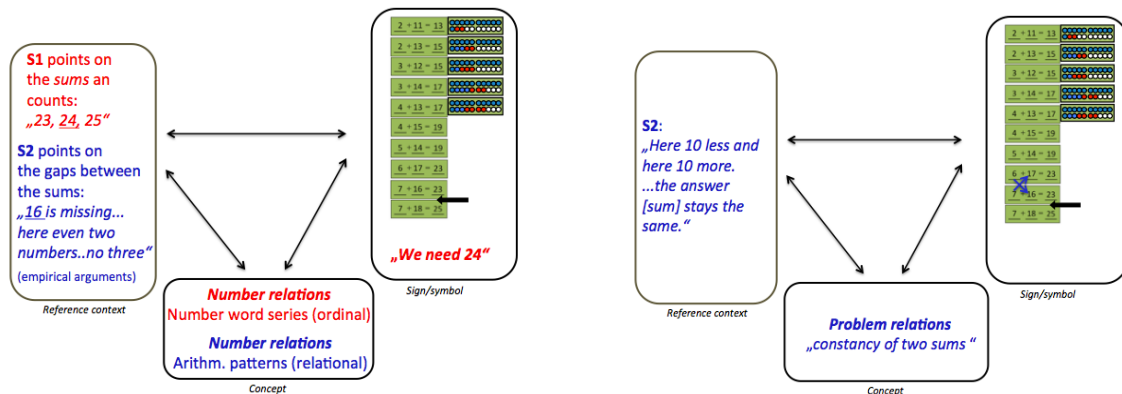 S1 points on
the sums an
counts:
„23, 24, 25“
S2 points on
the gaps between
the sums:
„16 is missing...
here even two
numbers..no three“
(empirical arguments)
Reference context
2 + 11 = 13
2 + 13 = 15
3 + 12 = 15
3 + 14 = 17
4 + 13 = 17
4 + 15 = 19
5 + 14 = 19
6 + 17 = 23
7 + 16 = 23
7 + 18 = 25
„We need 24“
Sign/symbol
Number relations
Number word series (ordinal)
Number relations
Arithm. patterns (relational)
Concept
S2:
„Here 10 less and
here 10 more.
...the answer
[sum] stays the
same.“
Reference context
2 + 11 = 13
2 + 13 = 15
3 + 12 = 15
3 + 14 = 17
4 + 13 = 17
4 + 15 = 19
5 + 14 = 19
6 + 17 = 23
7 + 16 = 23
7 + 18 = 25
Sign/symbol
Problem relations
„constancy of two sums “
Concept